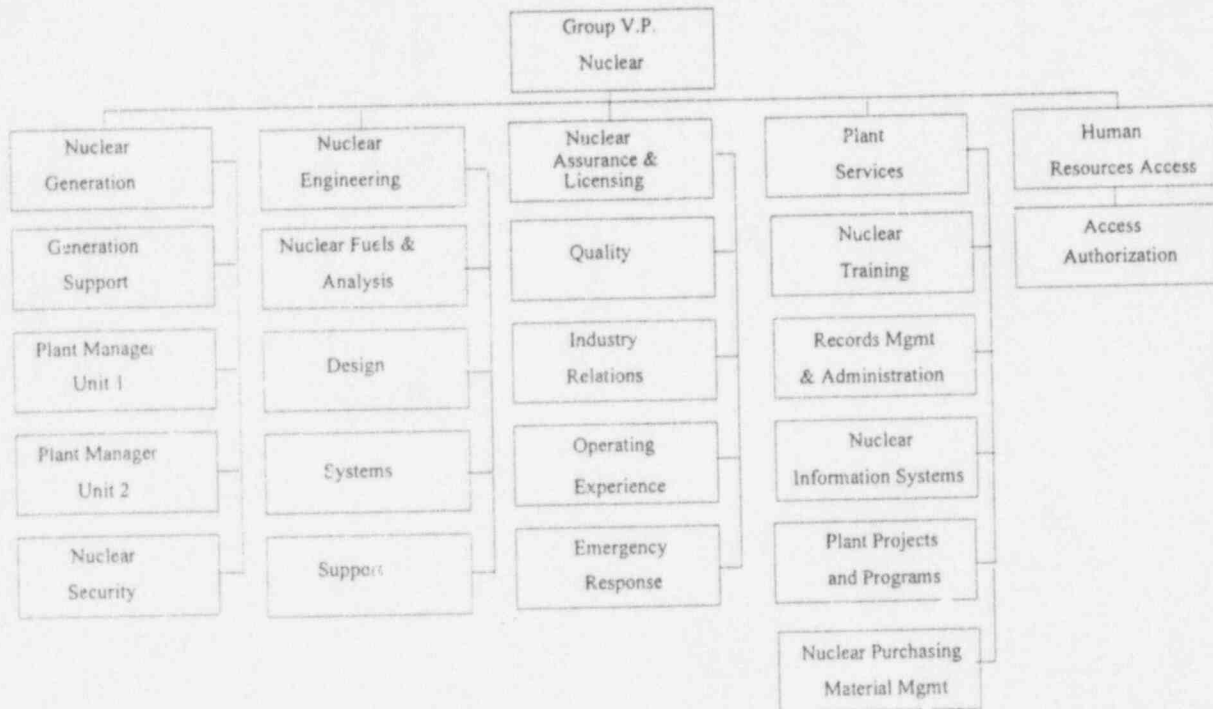 Group V.P.
Nuclear
Nuclear
Generation
Generation
Support
Plant Manager
Unit 1
Plant Manager
Unit 2
Nuclear
Security
Nuclear
Engineering
Nuclear Fuels &
Analysis
Design
Systems
Support
Nuclear
Assurance &
Licensing
Quality
Industry
Relations
Operating
Experience
Emergency
Response
Plant
Services
Nuclear
Training
Records Mgmt
& Administration
Nuclear
Information Systems
Plant Projects
and Programs
Nuclear Purchasing
Material Mgmt
Human
Resources Access
Access
Authorization